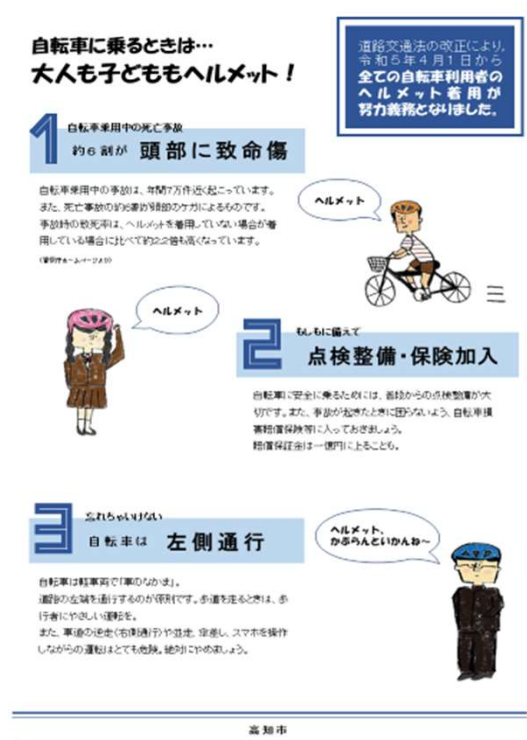 自転車に乗るときは…
大人も子どももヘルメット！
道路交通法の改正により、
令和5年4月1日から
全ての自転車利用者の
ヘルメット着用が
努力義務となりました。
1
自転車乗用中の死亡事故
約6割が 頭部に致命傷
自転車乗用中の事故は、年間7万件近く起こっています。
また、死亡事故の約6割が頭部のケガによるものです。
事故時の致死率は、ヘルメットを着用していない場合が着
用している場合に比べて約2.2倍も高くなっています。
（警察庁ホームページより）
ヘルメット
ヘルメット
2
もしもに備えて
点検整備・保険加入
自転車に安全に乗るためには、普段からの点検整備が大
切です。また、事故が起きたときに困らないよう、自転車損
害賠償保険等に入っておきましょう。
賠償保証金は一億円に上ることも。
3
忘れちゃいけない
自転車は 左側通行
ヘルメット、
かぶらんといかんね～
自転車は軽車両で「車のなかま」。
道路の左端を通行するのが原則です。歩道を走るときは、歩
行者にやさしい運転を。
また、車道の逆走（右側通行）や並走、傘差し、スマホを操作
しながらの運転はとても危険。絶対にやめましょう。
高知市